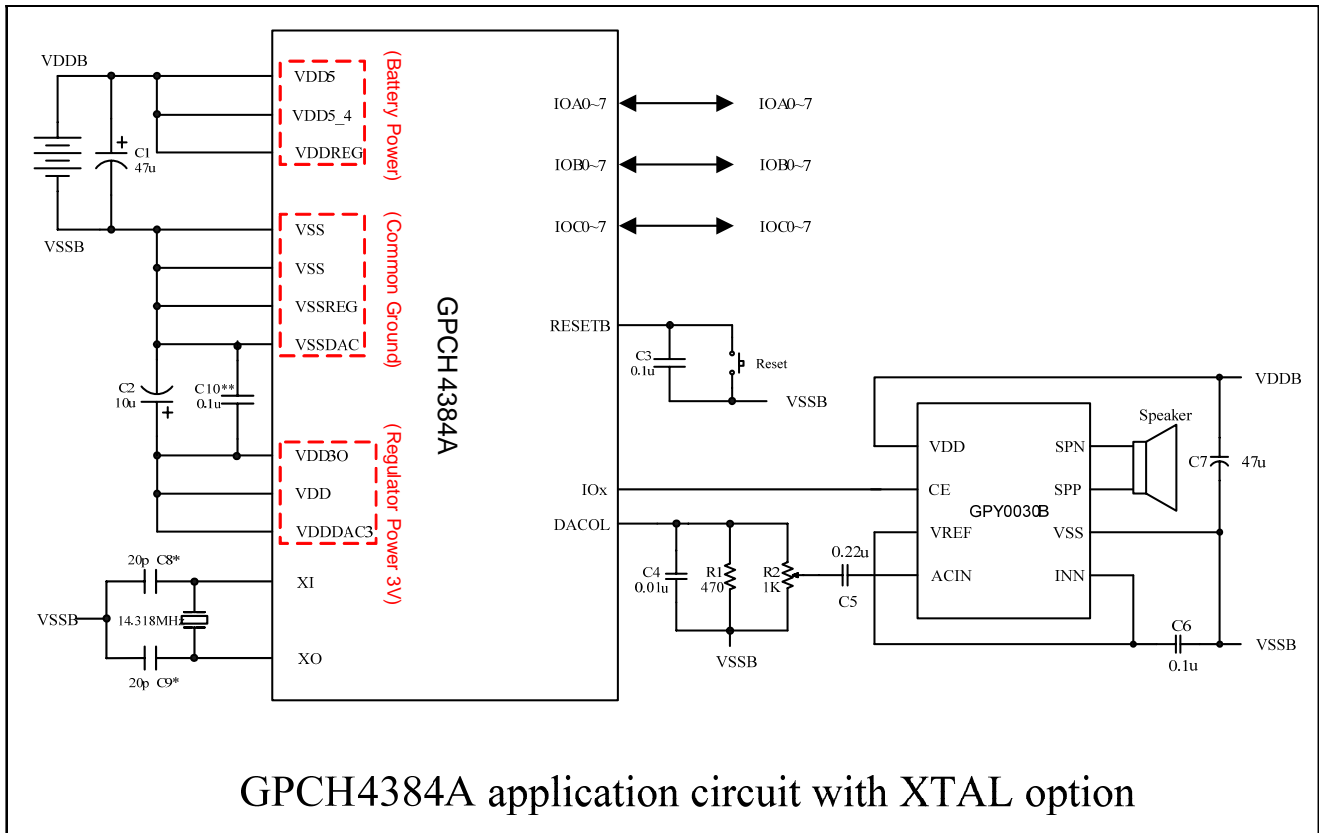 VDDB
VSSB
C1
47u
VDD5
VDD5_4
VDDREG
(Battery Power)
VSS
VSS
VSSREG
VSSDAC
(Common Ground)
C2
10u
C10**
0.1u
VDD3O
VDD
VDDDAC3
(Regulator Power 3V)
20p C8*
XI
VSSB
14.318MHz
XO
20p C9*
GPCH4384A
IOA0~7
IOA0~7
IOB0~7
IOB0~7
IOC0~7
IOC0~7
RESETB
C3
0.1u
Reset
VSSB
IOx
DACOL
C4
0.01u
R1
470
R2
1K
VSSB
0.22u
C5
VDD
CE
VREF
ACIN
GPY0030B
SPN
SPP
VSS
INN
Speaker
VDDB
C7
47u
C6
0.1u
VSSB
GPCH4384A application circuit with XTAL option